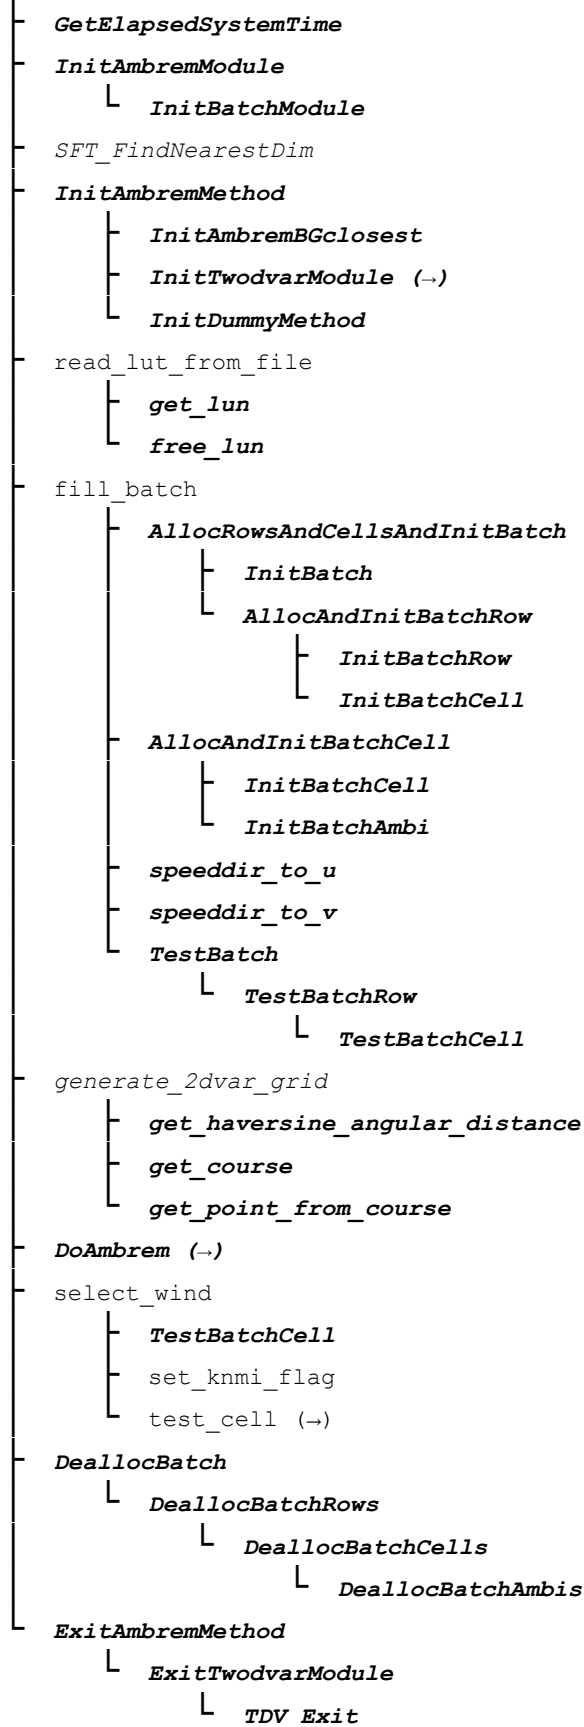 GetElapsedSystemTime
InitAmbremModule
InitBatchModule
SFT_FindNearestDim
InitAmbremMethod
InitAmbremBGclosest
InitTwodvarModule (→)
InitDummyMethod
read_lut_from_file
get_lun
free_lun
fill_batch
AllocRowsAndCellsAndInitBatch
InitBatch
AllocAndInitBatchRow
InitBatchRow
InitBatchCell
AllocAndInitBatchCell
InitBatchCell
InitBatchAmbi
speeddir_to_u
speeddir_to_v
TestBatch
TestBatchRow
TestBatchCell
generate_2dvar_grid
get_haversine_angular_distance
get_course
get_point_from_course
DoAmbrem (→)
select_wind
TestBatchCell
set_knmi_flag
test_cell (→)
DeallocBatch
DeallocBatchRows
DeallocBatchCells
DeallocBatchAmbis
ExitAmbremMethod
ExitTwodvarModule
TDV_Exit